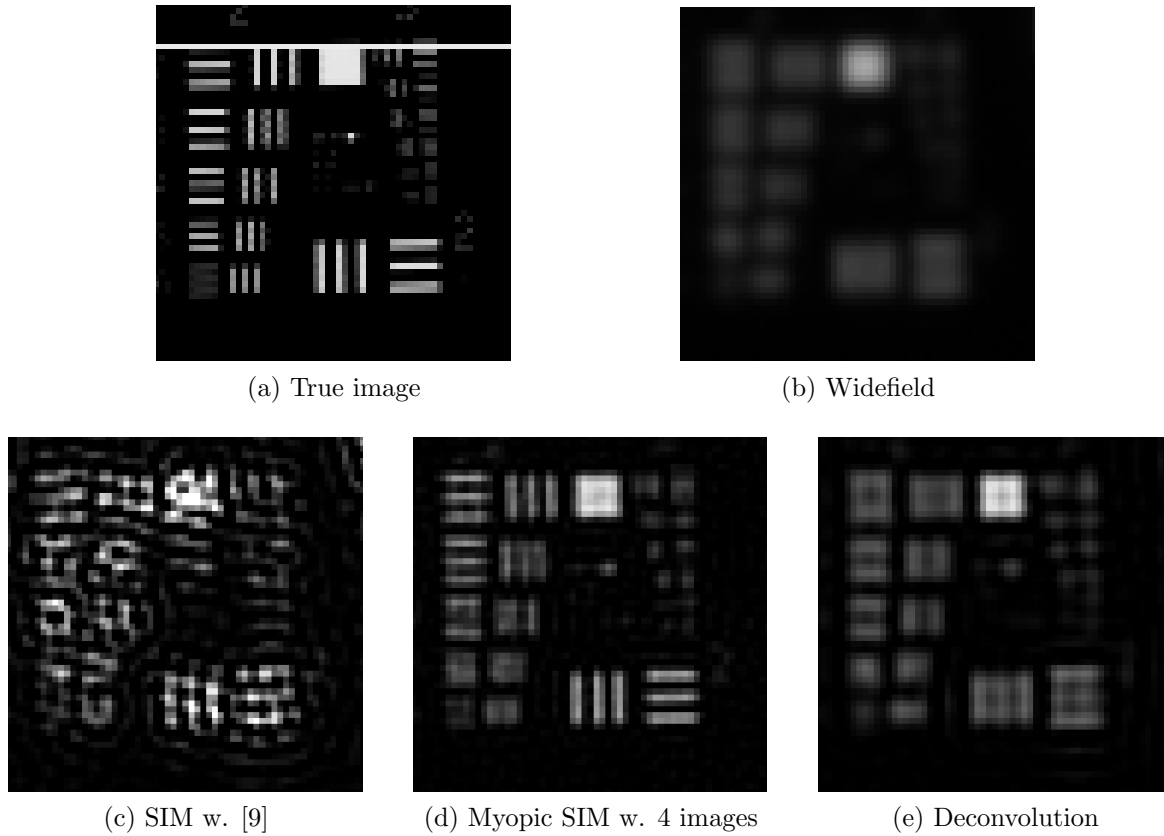 (a) True image
(b) Widefield
(c) SIM w. [9]
(d) Myopic SIM w. 4 images
(e) Deconvolution